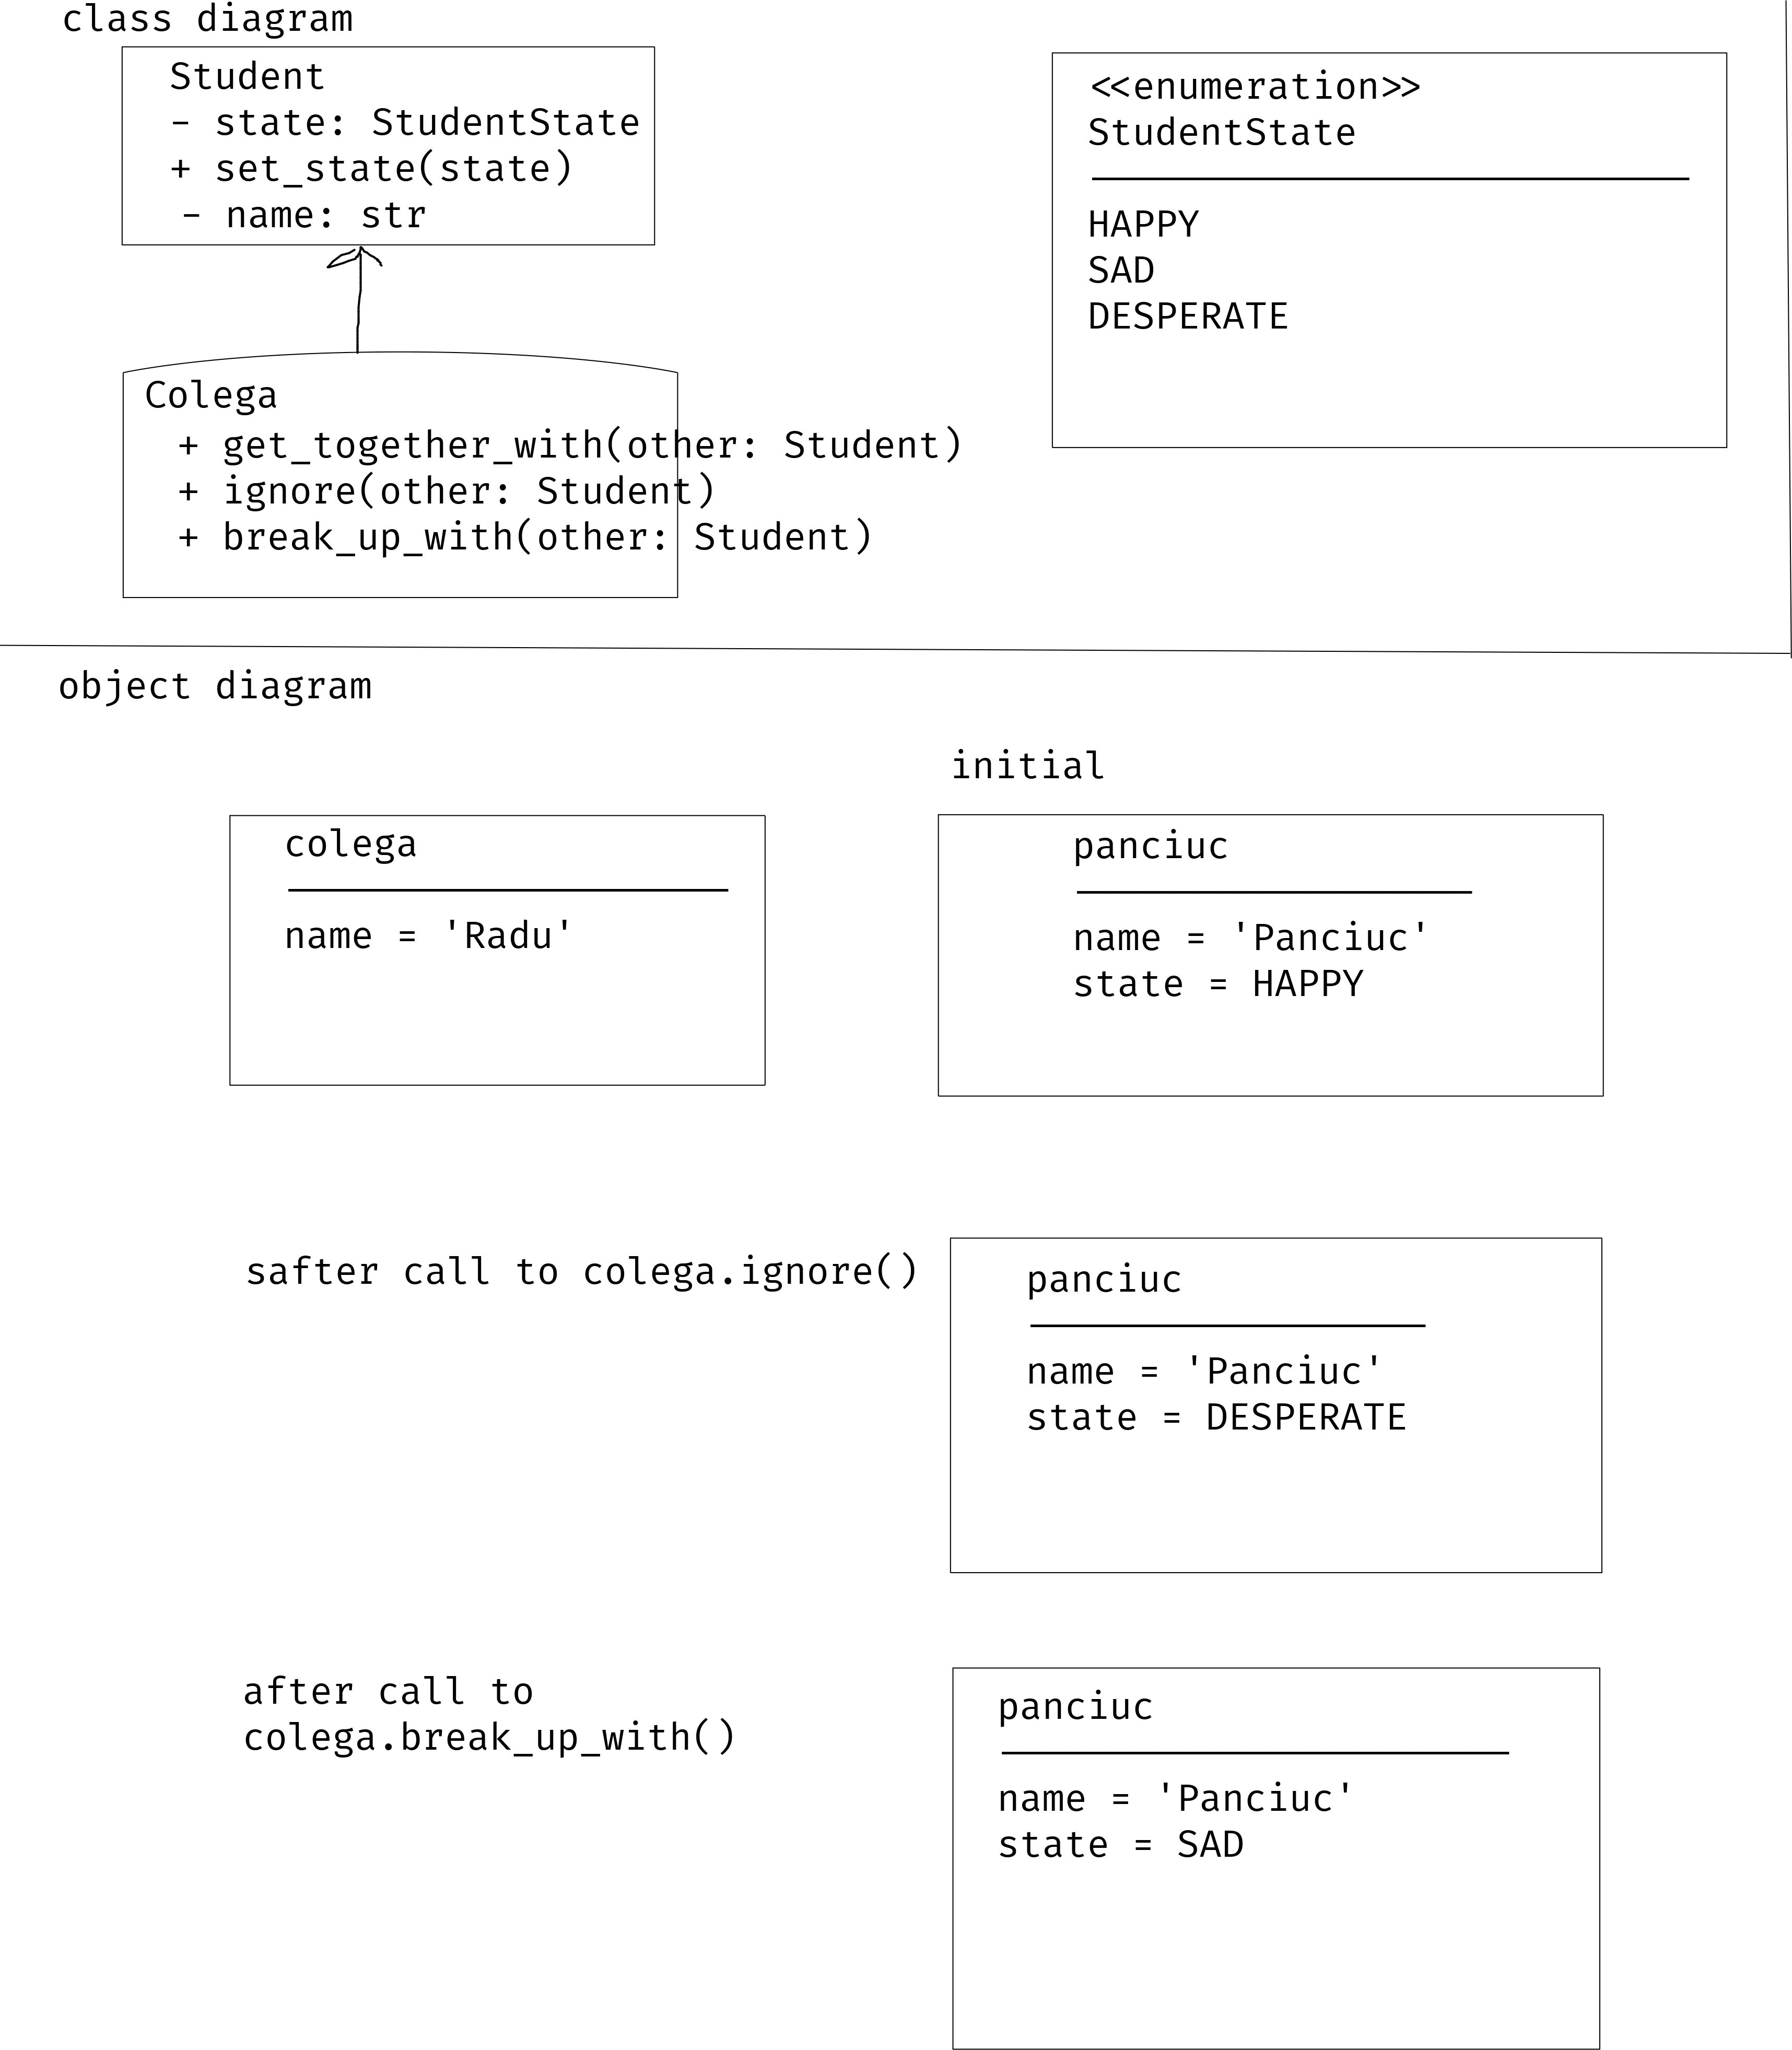 class diagram
Student
- state: StudentState
+ set_state(state)
- name: str
<<enumeration>>
StudentState
HAPPY
SAD
DESPERATE
Colega
+ get_together_with(other: Student)
+ ignore(other: Student)
+ break_up_with(other: Student)
object diagram
initial
colega
name = 'Radu'
panciuc
name = 'Panciuc'
state = HAPPY
safter call to colega.ignore()
panciuc
name = 'Panciuc'
state = DESPERATE
after call to
colega.break_up_with()
panciuc
name = 'Panciuc'
state = SAD